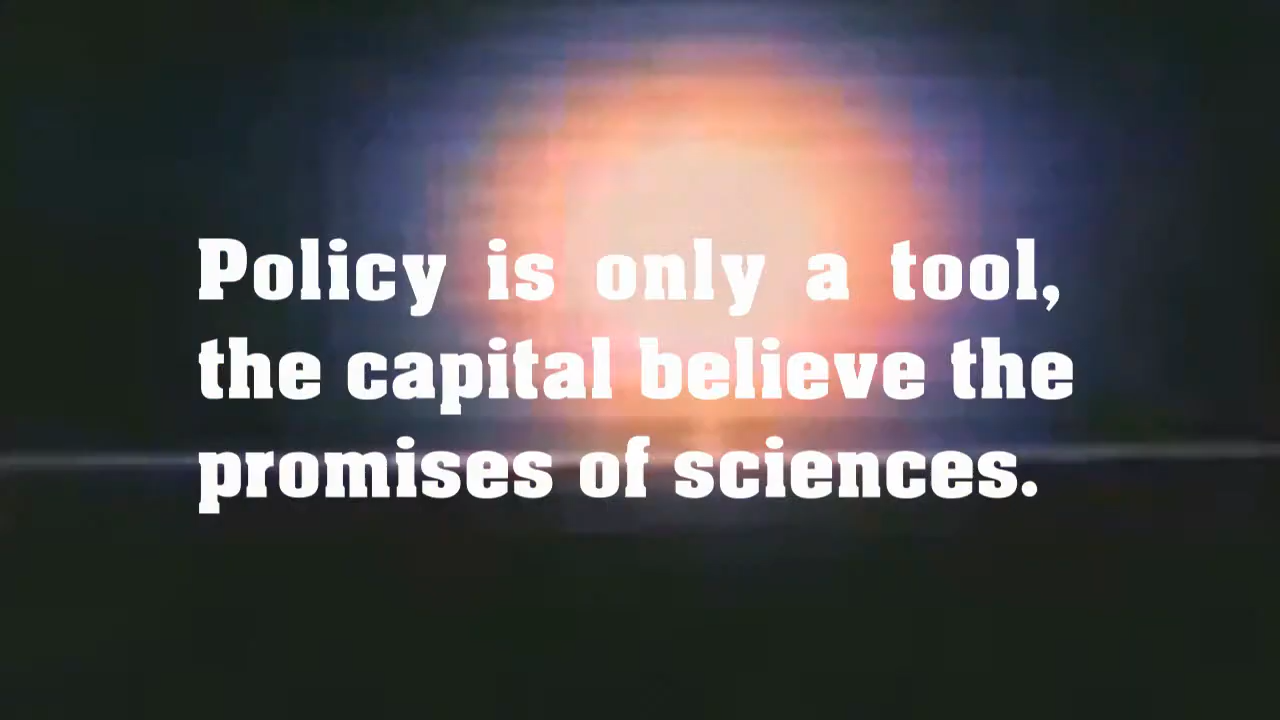 Policy is only a tool,
the capital believe the
promises of sciences.